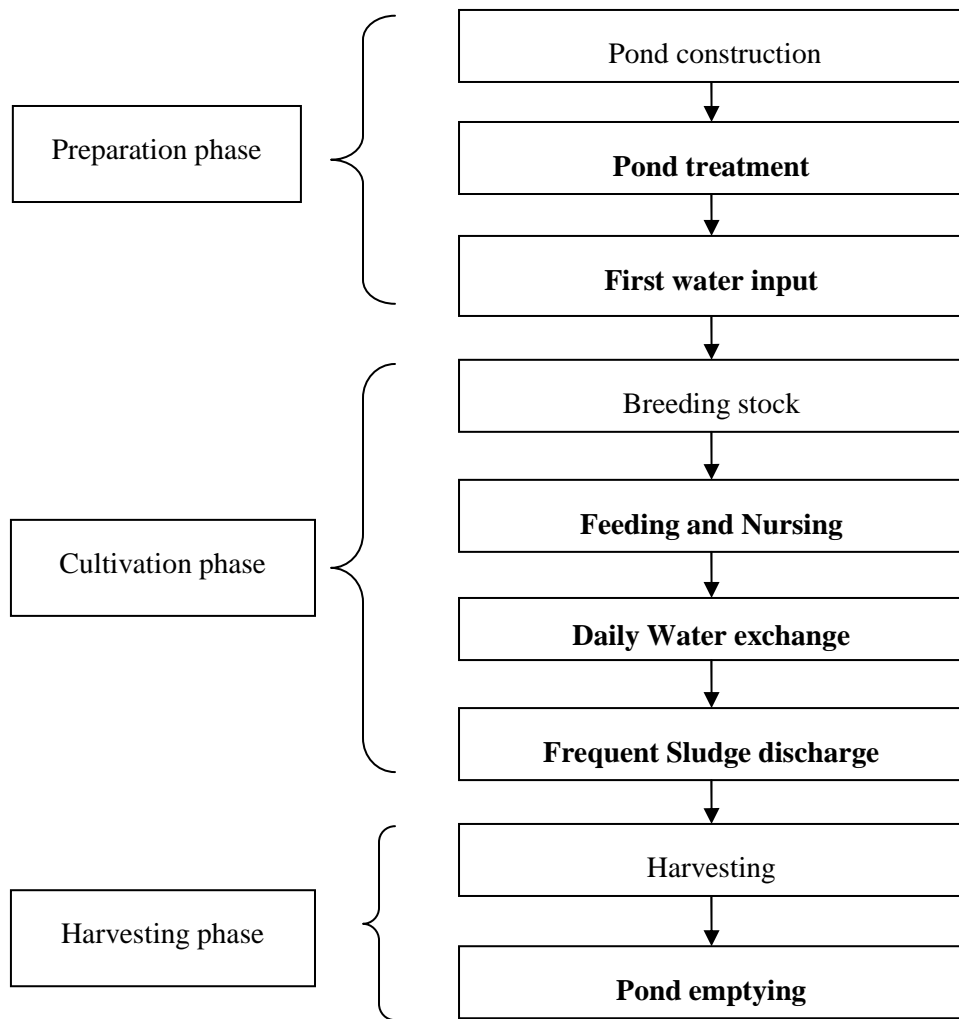 Pond construction
Preparation phase
Pond treatment
First water input
Breeding stock
Feeding and Nursing
Cultivation phase
Daily Water exchange
Frequent Sludge discharge
Harvesting
Harvesting phase
Pond emptying